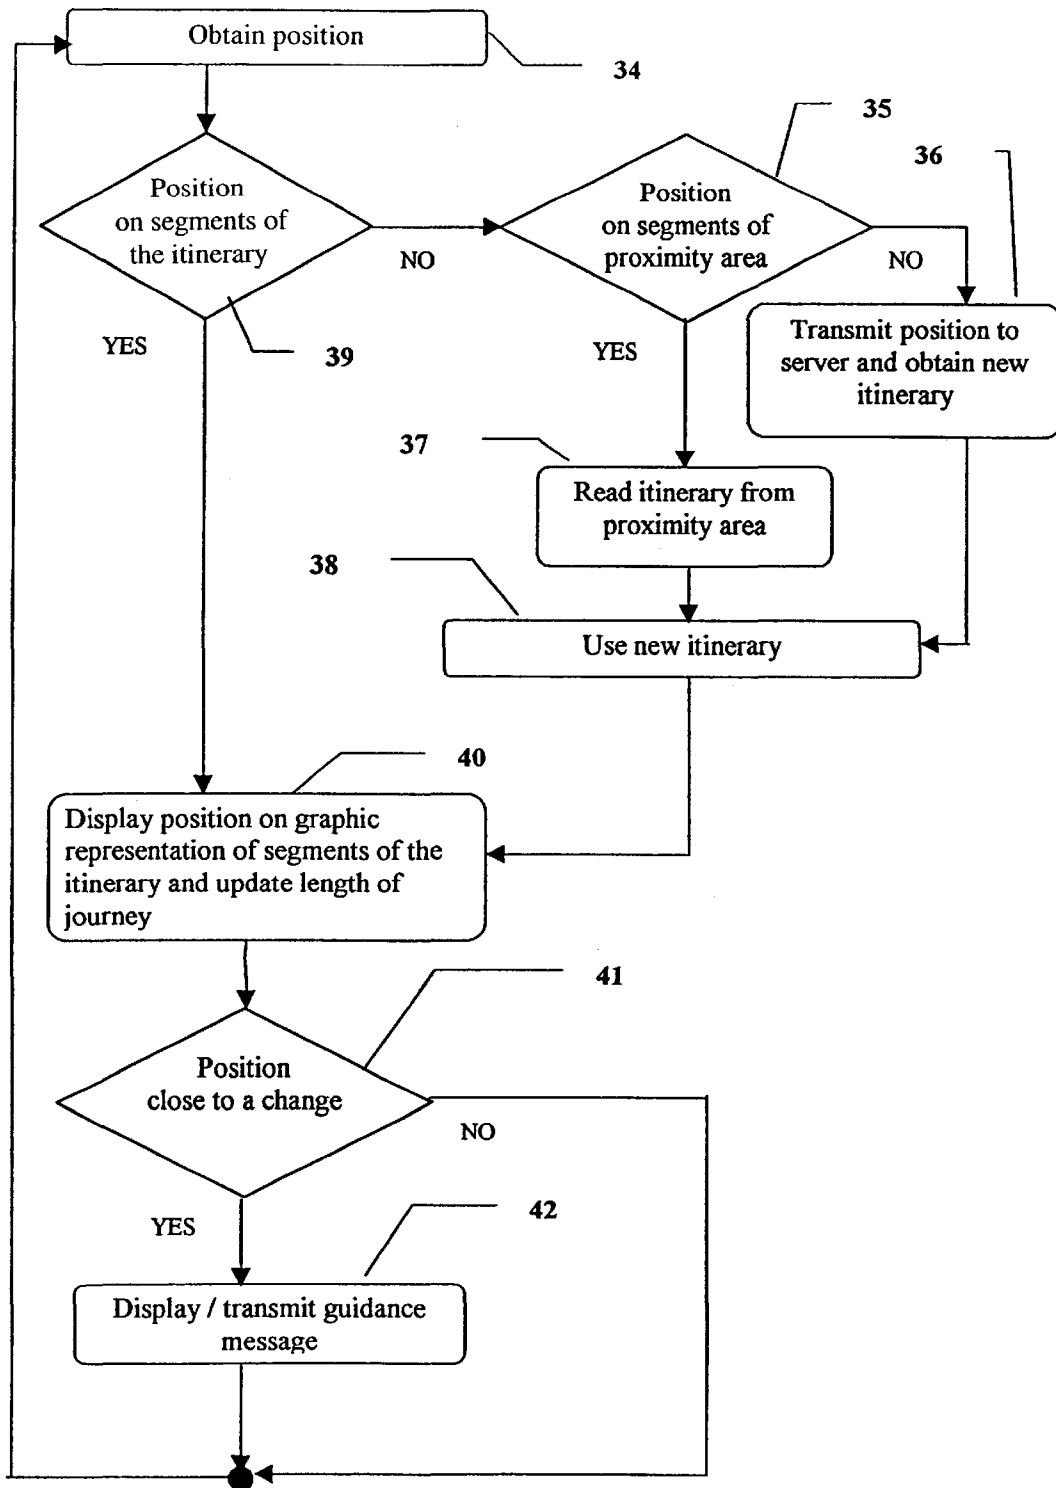 Obtain position
34
35
36
Position
on segments of
the itinerary
NO
YES
39
Position
on segments of
proximity area
NO
YES
Transmit position to
server and obtain new
itinerary
37
Read itinerary from
proximity area
38
Use new itinerary
40
Display position on graphic
representation of segments of the
itinerary and update length of
journey
41
Position
close to a change
NO
YES
42
Display / transmit guidance
message